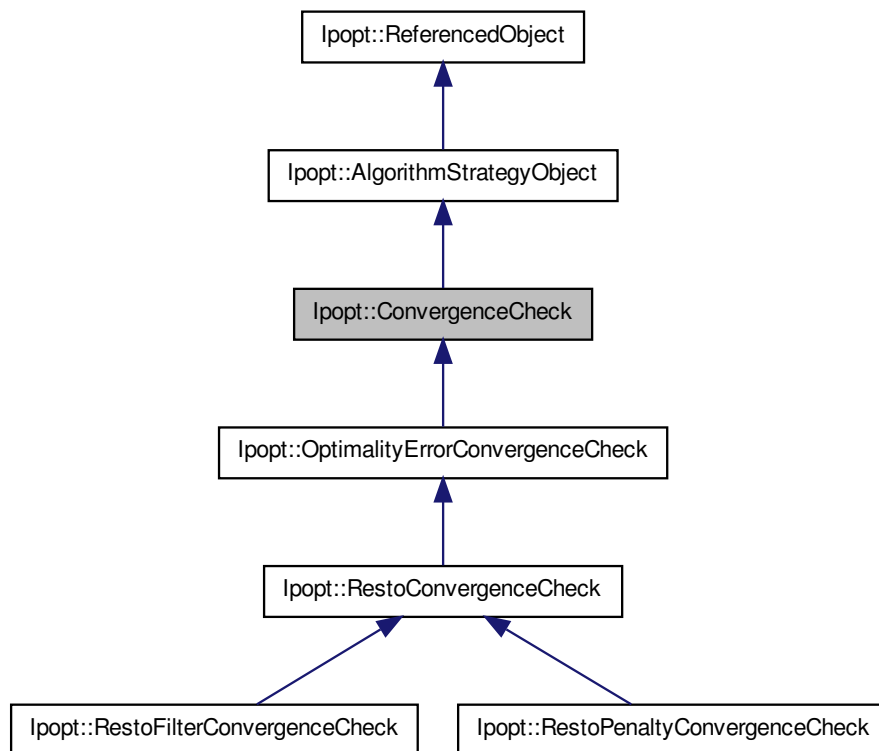 Ipopt::ReferencedObject
Ipopt::AlgorithmStrategyObject
Ipopt::ConvergenceCheck
Ipopt::OptimalityErrorConvergenceCheck
Ipopt::RestoConvergenceCheck
Ipopt::RestoFilterConvergenceCheck
Ipopt::RestoPenaltyConvergenceCheck